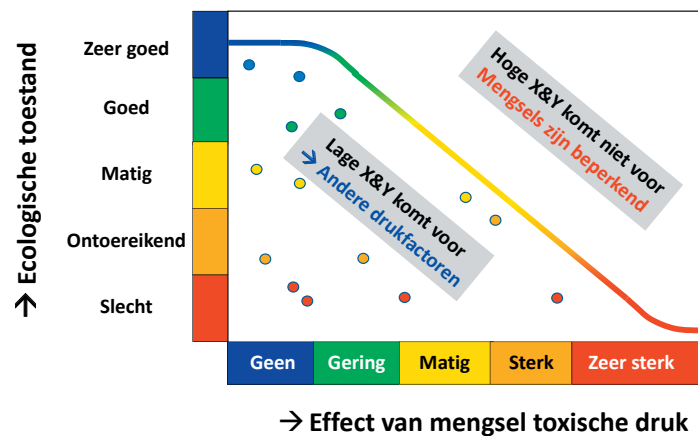 → Ecologische toestand
Zeer goed
Goed
Matig
Ontoereikend
Slecht
Hoge X&Y komt niet voor
Mengsels zijn beperkend
Lage X&Y komt voor
→ Andere drukfactoren
Geen
Gering
Matig
Sterk
Zeer sterk
→ Effect van mengsel toxische druk